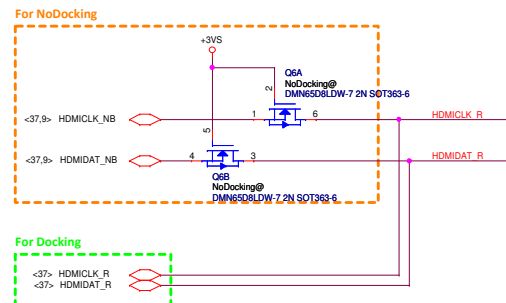 For NoDocking
+3VS
Q6A
NoDocking@
DMN65D8LDW-7 2N SOT363-6
2
<37,9> HDMICLK_NB
1
6
HDMICLK_R
5
<37,9> HDMIDAT_NB
4
3
HDMIDAT_R
Q6B
NoDocking@
DMN65D8LDW-7 2N SOT363-6
For Docking
<37> HDMICLK_R
<37> HDMIDAT_R